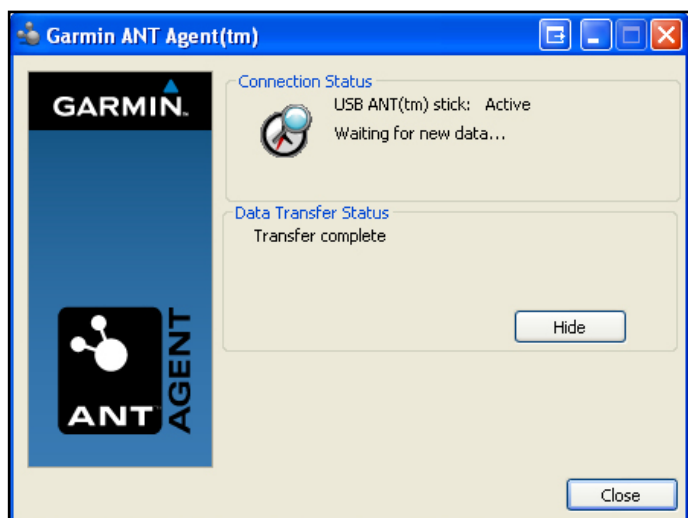 Garmin ANT Agent(tm)
GARMIN.
ANT™
AGENT
Connection Status
USB ANT(tm) stick: Active
Waiting for new data...
Data Transfer Status
Transfer complete
Hide
Close